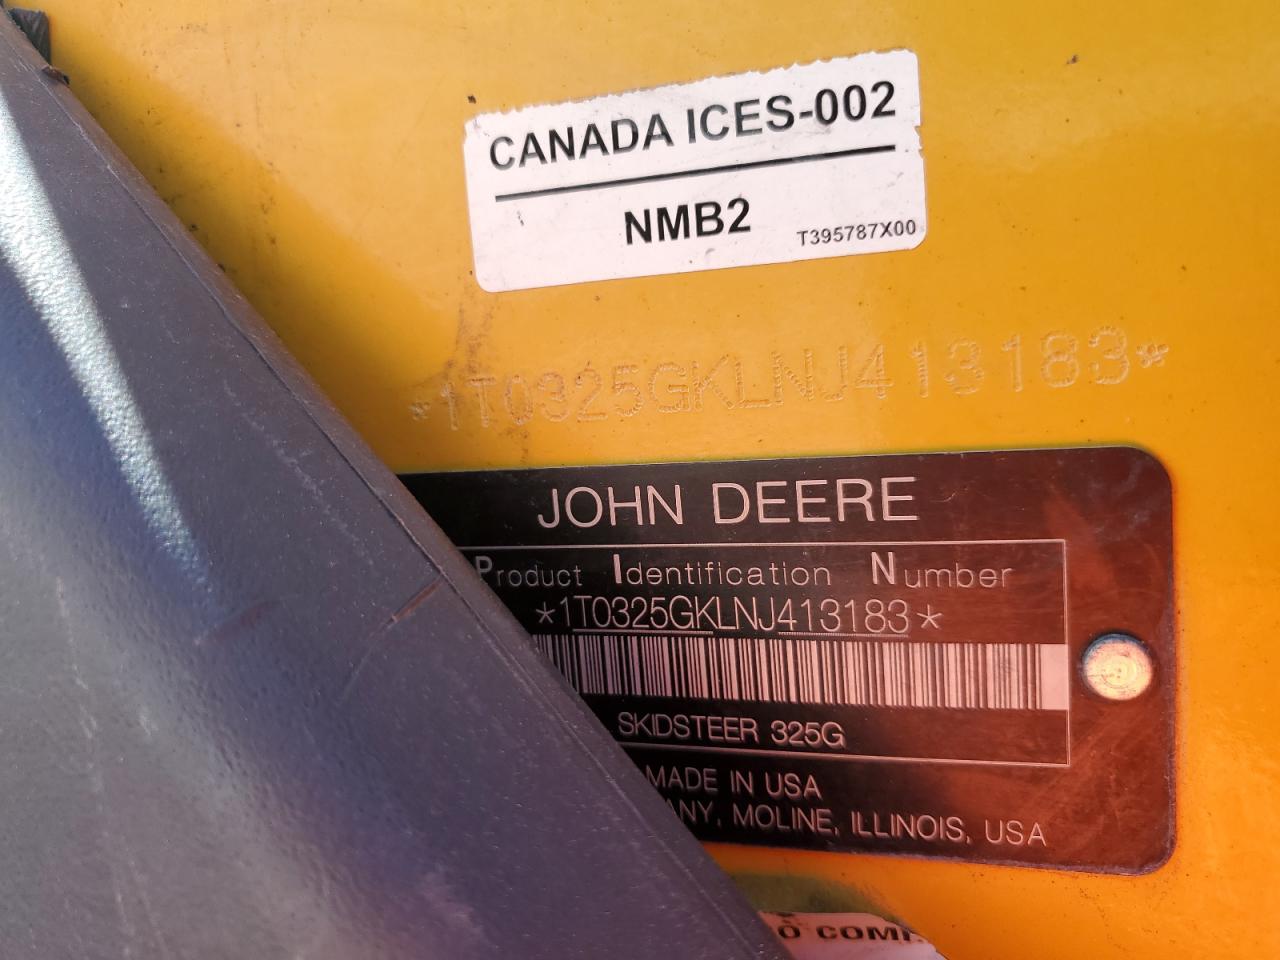 CANADA ICES-002
NMB2
T395787X00
*1T0325GKLNJ413183*
JOHN DEERE
Product Identification Number
*1T0325GKLNJ413183*
SKIDSTEER 325G
MADE IN USA
ANY, MOLINE, ILLINOIS, USA
O COMP